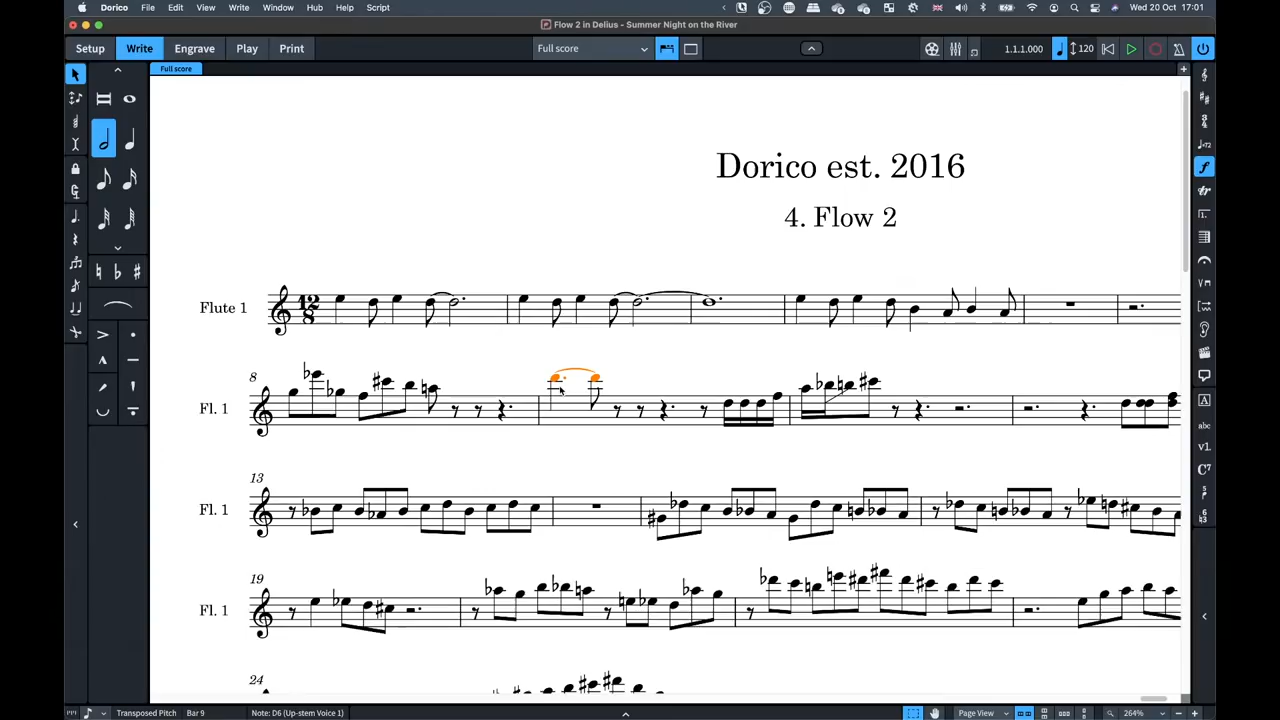 Dorico File Edit View Write Window Hub Help Script Wed 20 Oct 17:01
Flow 2 in Delius - Summer Night on the River
Setup Write Engrave Play Print Full score 1.1.1.000 120
Full score
Dorico est. 2016
4. Flow 2
Flute 1 12 8
8
Fl. 1
13
Fl. 1
19
Fl. 1
24
Transposed Pitch Bar 9 Note: D6 (Up-stem Voice 1) Page View 264%